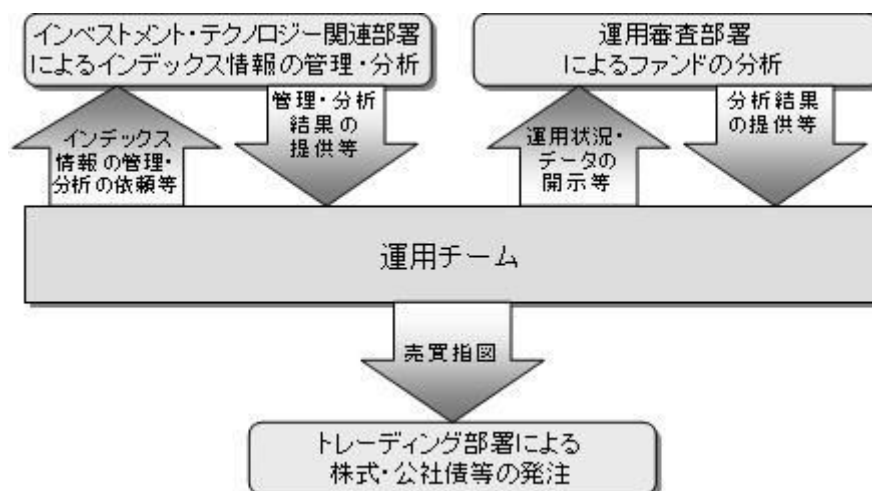 インベストメント・テクノロジー関連部署
によるインデックス情報の管理・分析
運用審査部署
によるファンドの分析
インデックス
情報の管理・
分析の依頼等
管理・分析
結果の
提供等
運用状況・
データの
開示等
分析結果
の提供等
運用チーム
売買指図
トレーディング部署による
株式・公社債等の発注